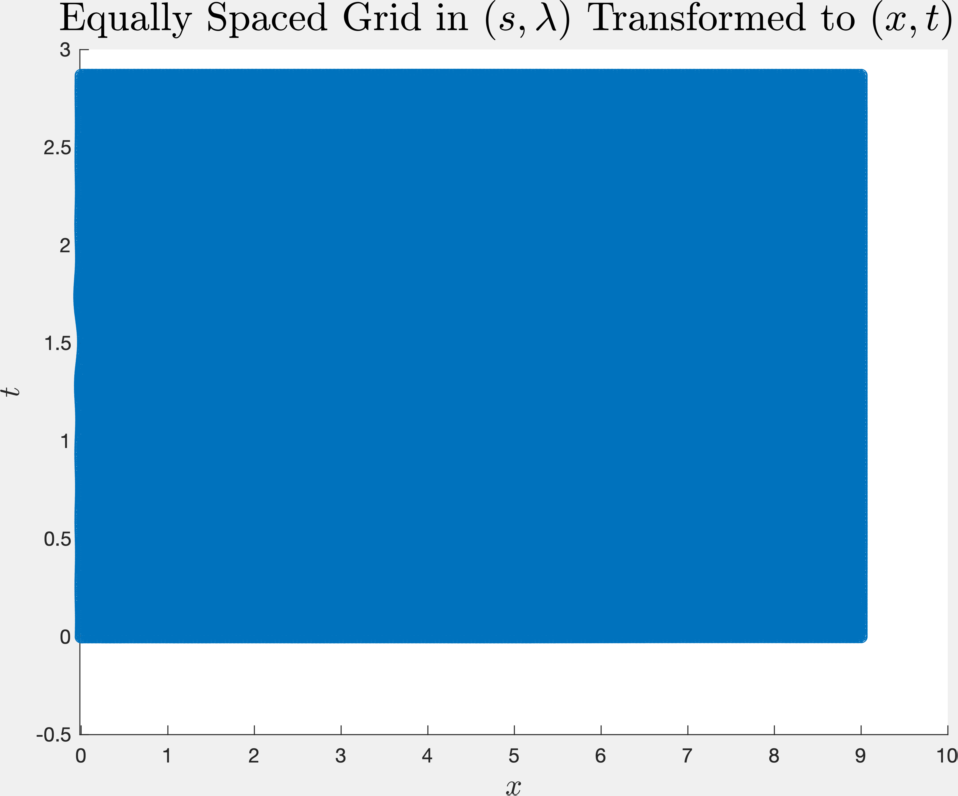 Equally Spaced Grid in (s, λ) Transformed to (x, t)
3
2.5
2
1.5
1
0.5
0
-0.5
t
0 1 2 3 4 5 6 7 8 9 10
x